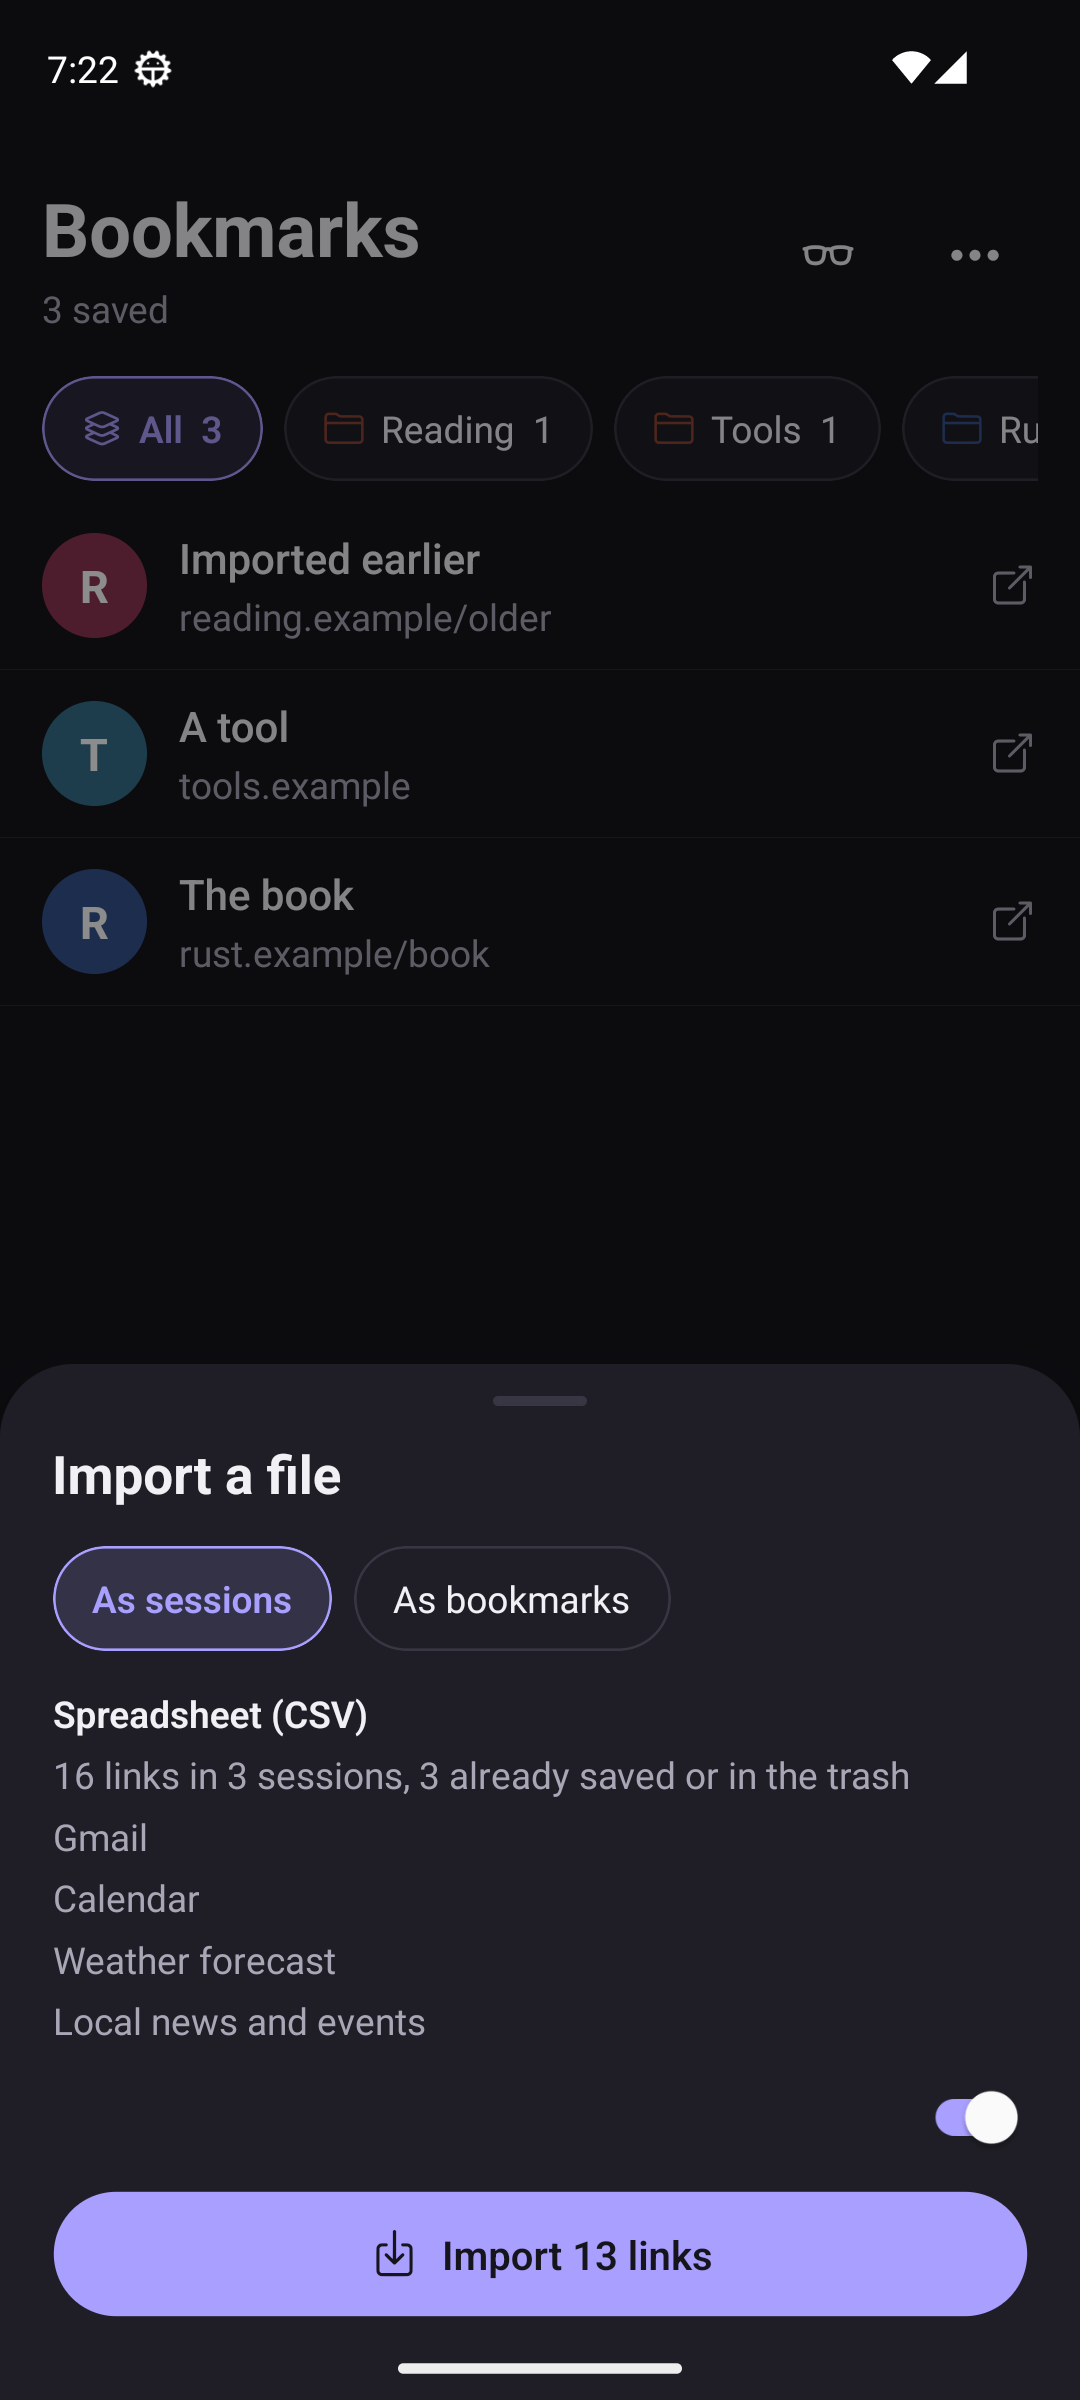 7:22
Bookmarks
3 saved
All 3
Reading 1
Tools 1
Ru
R
Imported earlier
reading.example/older
T
A tool
tools.example
R
The book
rust.example/book
Import a file
As sessions
As bookmarks
Spreadsheet (CSV)
16 links in 3 sessions, 3 already saved or in the trash
Gmail
Calendar
Weather forecast
Local news and events
Import 13 links